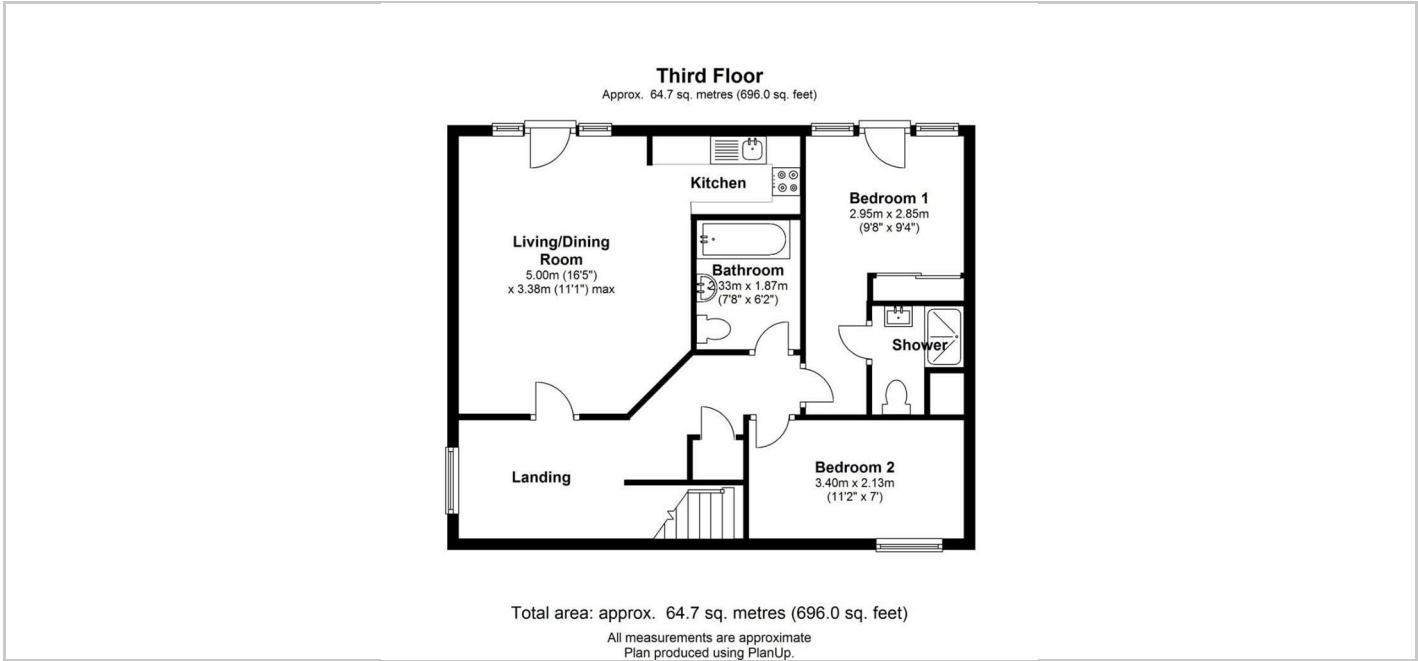 Third Floor
Approx. 64.7 sq. metres (696.0 sq. feet)
Kitchen
Bedroom 1
2.95m x 2.85m
(9'8" x 9'4")
Living/Dining
Room
5.00m (16'5")
x 3.38m (11'1") max
Bathroom
2.33m x 1.87m
(7'8" x 6'2")
Shower
Landing
Bedroom 2
3.40m x 2.13m
(11'2" x 7')
Total area: approx. 64.7 sq. metres (696.0 sq. feet)
All measurements are approximate
Plan produced using PlanUp.